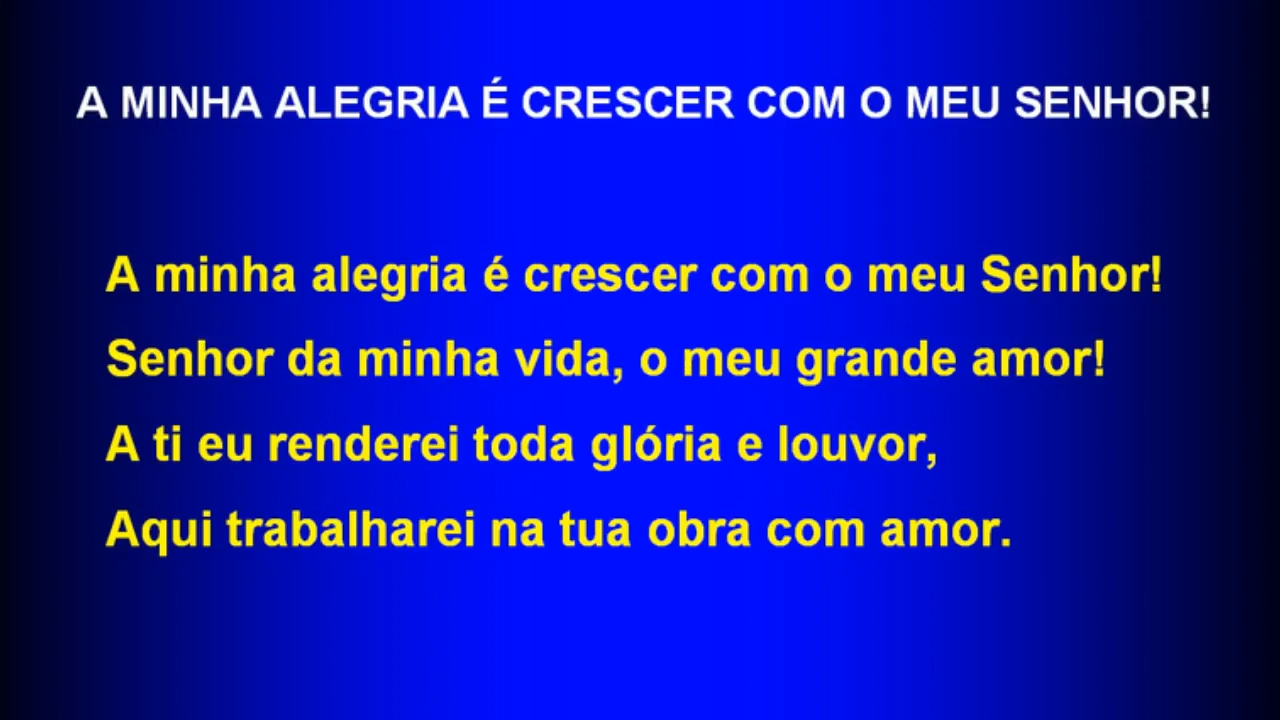 A MINHA ALEGRIA É CRESCER COM O MEU SENHOR!
A minha alegria é crescer com o meu Senhor!
Senhor da minha vida, o meu grande amor!
A ti eu renderei toda glória e louvor,
Aqui trabalharei na tua obra com amor.